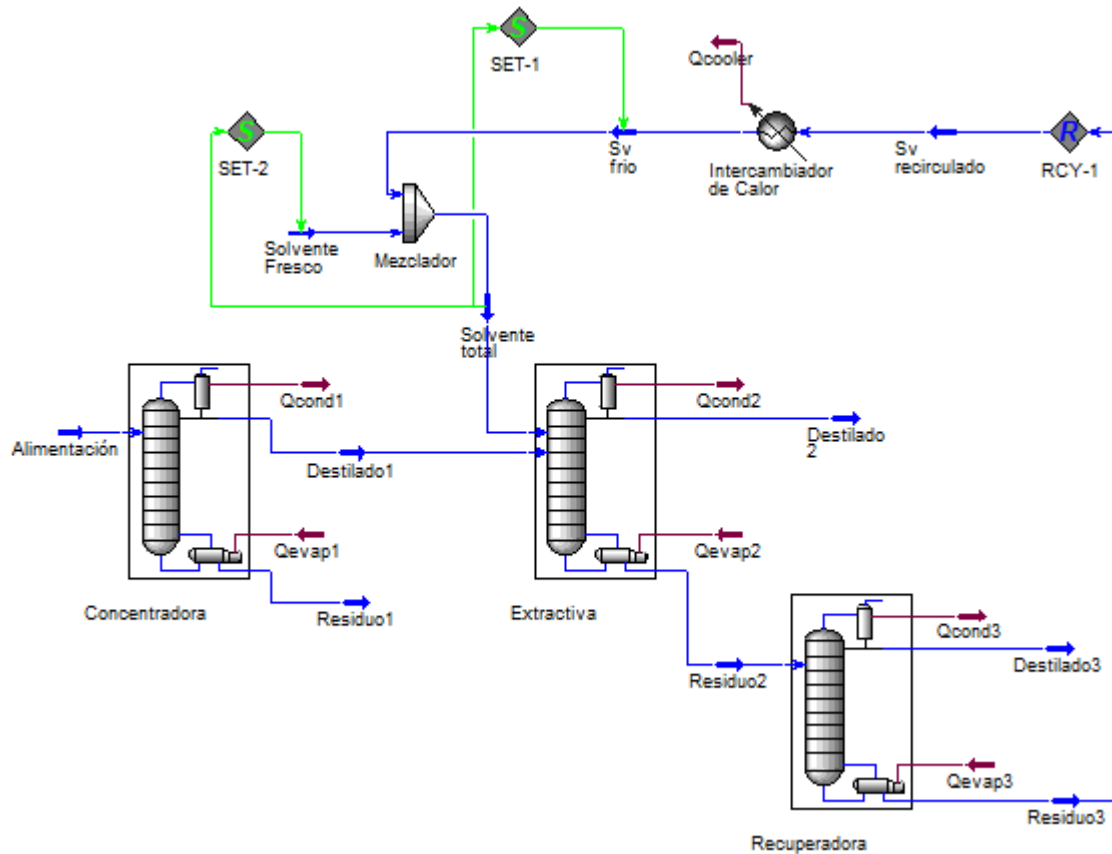 S
SET-1
Qcooler
S
SET-2
Sv
frio
Intercambiador
de Calor
Sv
recirculado
R
RCY-1
Solvente
Fresco
Mezclador
Solvente
total
Qcond1
Qcond2
Alimentación
Destilado1
Destilado
2
Qevap1
Qevap2
Concentradora
Residuo1
Extractiva
Qcond3
Residuo2
Destilado3
Qevap3
Recuperadora
Residuo3